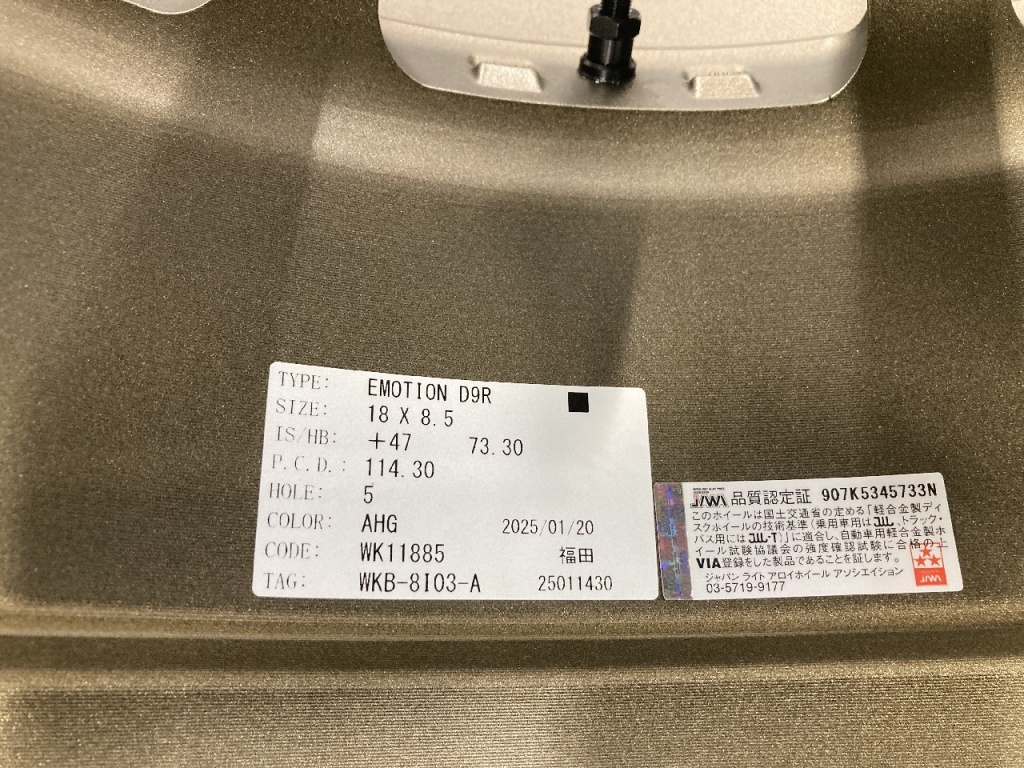 TYPE: EMOTION D9R
SIZE: 18 X 8.5
IS/HB: +47 73.30
P.C.D.: 114.30
HOLE: 5
COLOR: AHG 2025/01/20
CODE: WK11885 福田
TAG: WKB-8I03-A 25011430
JAWA 品質認定証 907K5345733N
このホイールは国土交通省の定める「軽合金製ディ
スクホイールの技術基準（乗用車用はJWL、トラック・
バス用にはJWL-T）」に適合し、自動車用軽合金製ホ
イール試験協議会の強度確認試験に合格の上
VIA登録をした製品であることを証します。
ジャパン ライト アロイホイール アソシエイション
03-5719-9177
JAWA